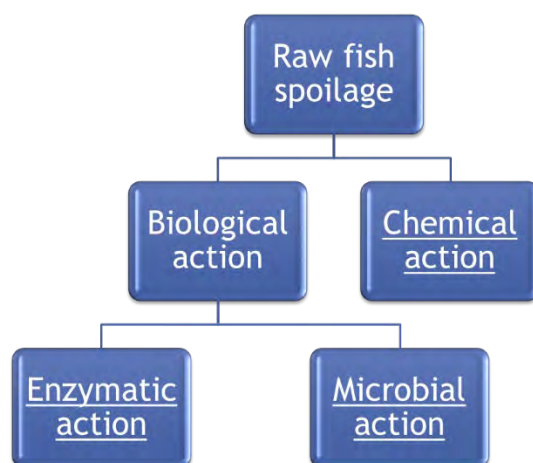 Raw fish
spoilage
Biological
action
Chemical
action
Enzymatic
action
Microbial
action